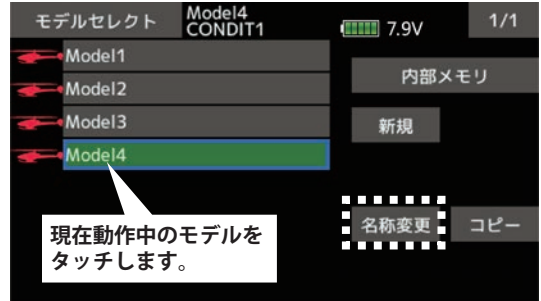 モデルセレクト
Model4
CONDIT1
7.9V
1/1
Model1
Model2
Model3
Model4
内部メモリ
新規
名称変更
コピー
現在動作中のモデルを
タッチします。